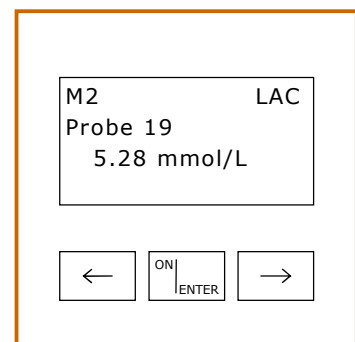 M2 LAC
Probe 19
5.28 mmol/L
← ON ENTER →